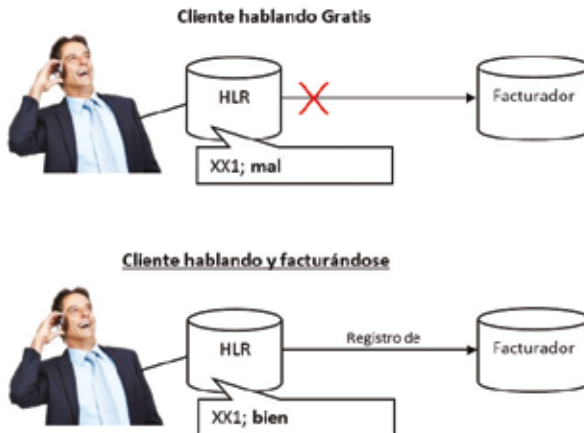 Cliente hablando Gratis
HLR
Facturador
XX1; mal
Cliente hablando y facturándose
HLR
Registro de
Facturador
XX1; bien